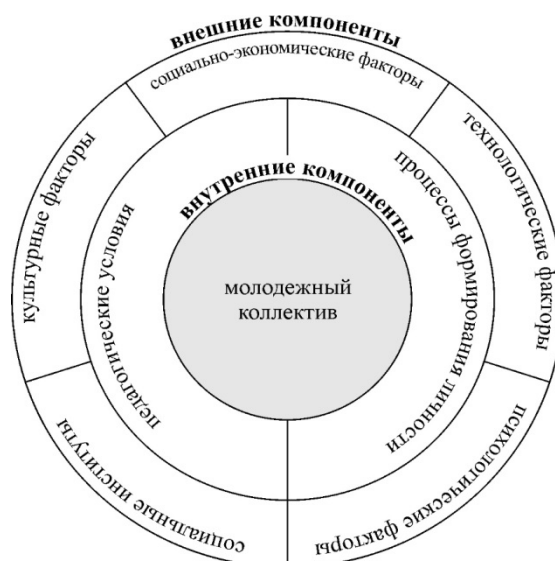 внешние компоненты
социально-экономические факторы
технологические факторы
психологические факторы
социальные институты
культурные факторы
внутренние компоненты
процессы формирования личности
педагогические условия
молодежный
коллектив